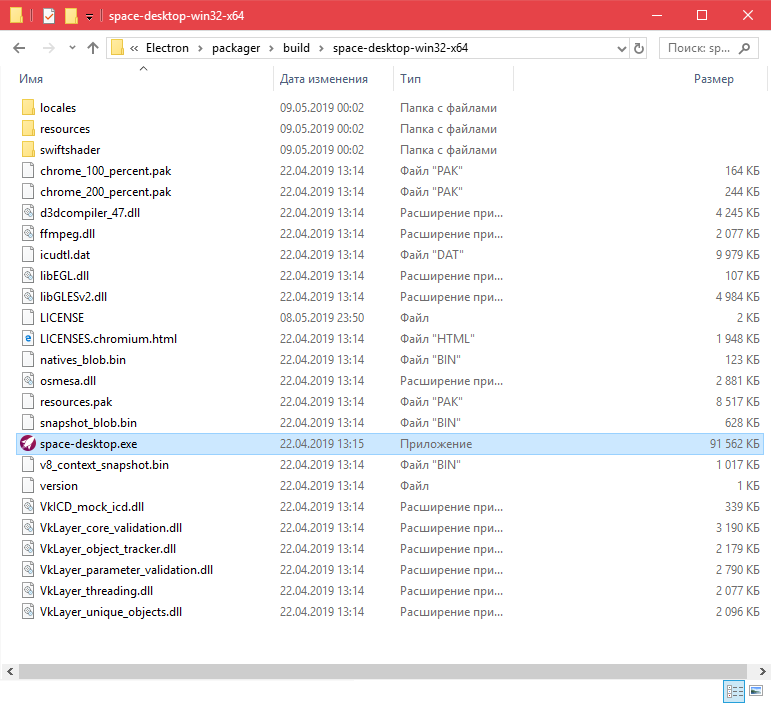 space-desktop-win32-x64
« Electron > packager > build > space-desktop-win32-x64 Поиск: sp...
Имя Дата изменения Тип Размер
locales 09.05.2019 00:02 Папка с файлами
resources 09.05.2019 00:02 Папка с файлами
swiftshader 09.05.2019 00:02 Папка с файлами
chrome_100_percent.pak 22.04.2019 13:14 Файл "PAK" 164 КБ
chrome_200_percent.pak 22.04.2019 13:14 Файл "PAK" 244 КБ
d3dcompiler_47.dll 22.04.2019 13:14 Расширение при... 4 245 КБ
ffmpeg.dll 22.04.2019 13:14 Расширение при... 2 077 КБ
icudtl.dat 22.04.2019 13:14 Файл "DAT" 9 979 КБ
libEGL.dll 22.04.2019 13:14 Расширение при... 107 КБ
libGLESv2.dll 22.04.2019 13:14 Расширение при... 4 984 КБ
LICENSE 08.05.2019 23:50 Файл 2 КБ
LICENSES.chromium.html 22.04.2019 13:14 Файл "HTML" 1 948 КБ
natives_blob.bin 22.04.2019 13:14 Файл "BIN" 123 КБ
osmesa.dll 22.04.2019 13:14 Расширение при... 2 881 КБ
resources.pak 22.04.2019 13:14 Файл "PAK" 8 517 КБ
snapshot_blob.bin 22.04.2019 13:14 Файл "BIN" 628 КБ
space-desktop.exe 22.04.2019 13:15 Приложение 91 562 КБ
v8_context_snapshot.bin 22.04.2019 13:14 Файл "BIN" 1 017 КБ
version 22.04.2019 13:14 Файл 1 КБ
VkICD_mock_icd.dll 22.04.2019 13:14 Расширение при... 339 КБ
VkLayer_core_validation.dll 22.04.2019 13:14 Расширение при... 3 190 КБ
VkLayer_object_tracker.dll 22.04.2019 13:14 Расширение при... 2 179 КБ
VkLayer_parameter_validation.dll 22.04.2019 13:14 Расширение при... 2 790 КБ
VkLayer_threading.dll 22.04.2019 13:14 Расширение при... 2 077 КБ
VkLayer_unique_objects.dll 22.04.2019 13:14 Расширение при... 2 096 КБ